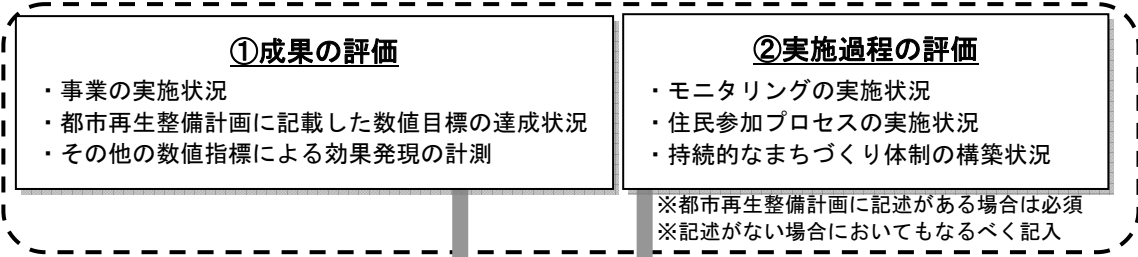 ①成果の評価
・事業の実施状況
・都市再生整備計画に記載した数値目標の達成状況
・その他の数値指標による効果発現の計測
②実施過程の評価
・モニタリングの実施状況
・住民参加プロセスの実施状況
・持続的なまちづくり体制の構築状況
※都市再生整備計画に記述がある場合は必須
※記述がない場合においてもなるべく記入